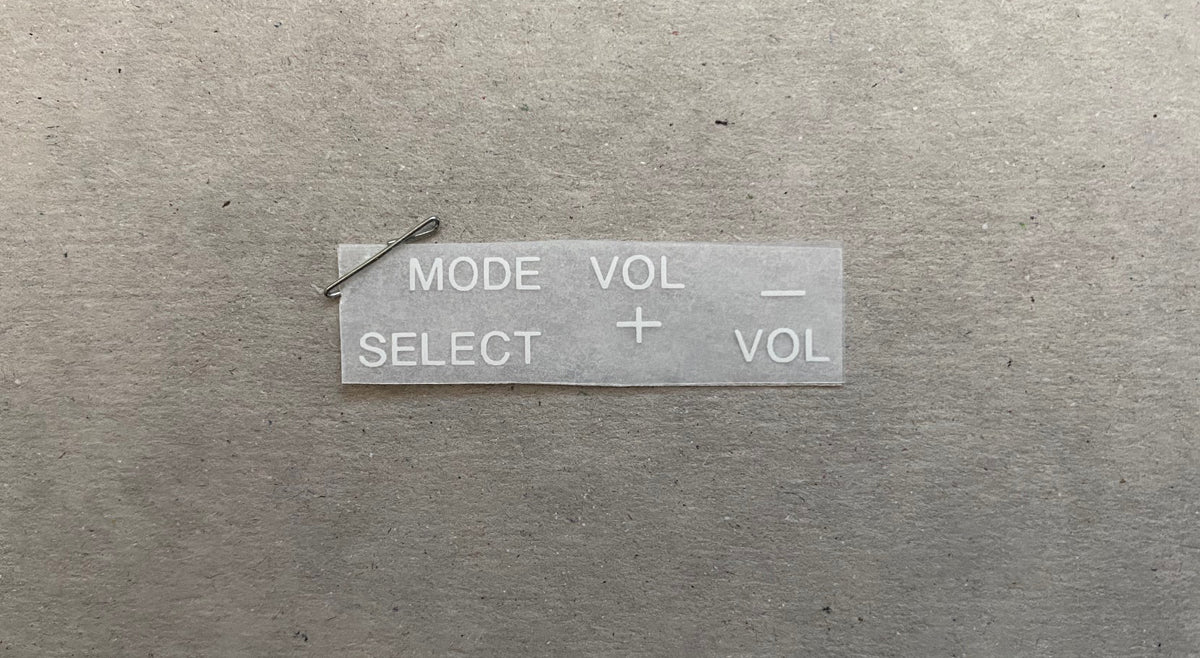 MODE VOL —
SELECT + VOL